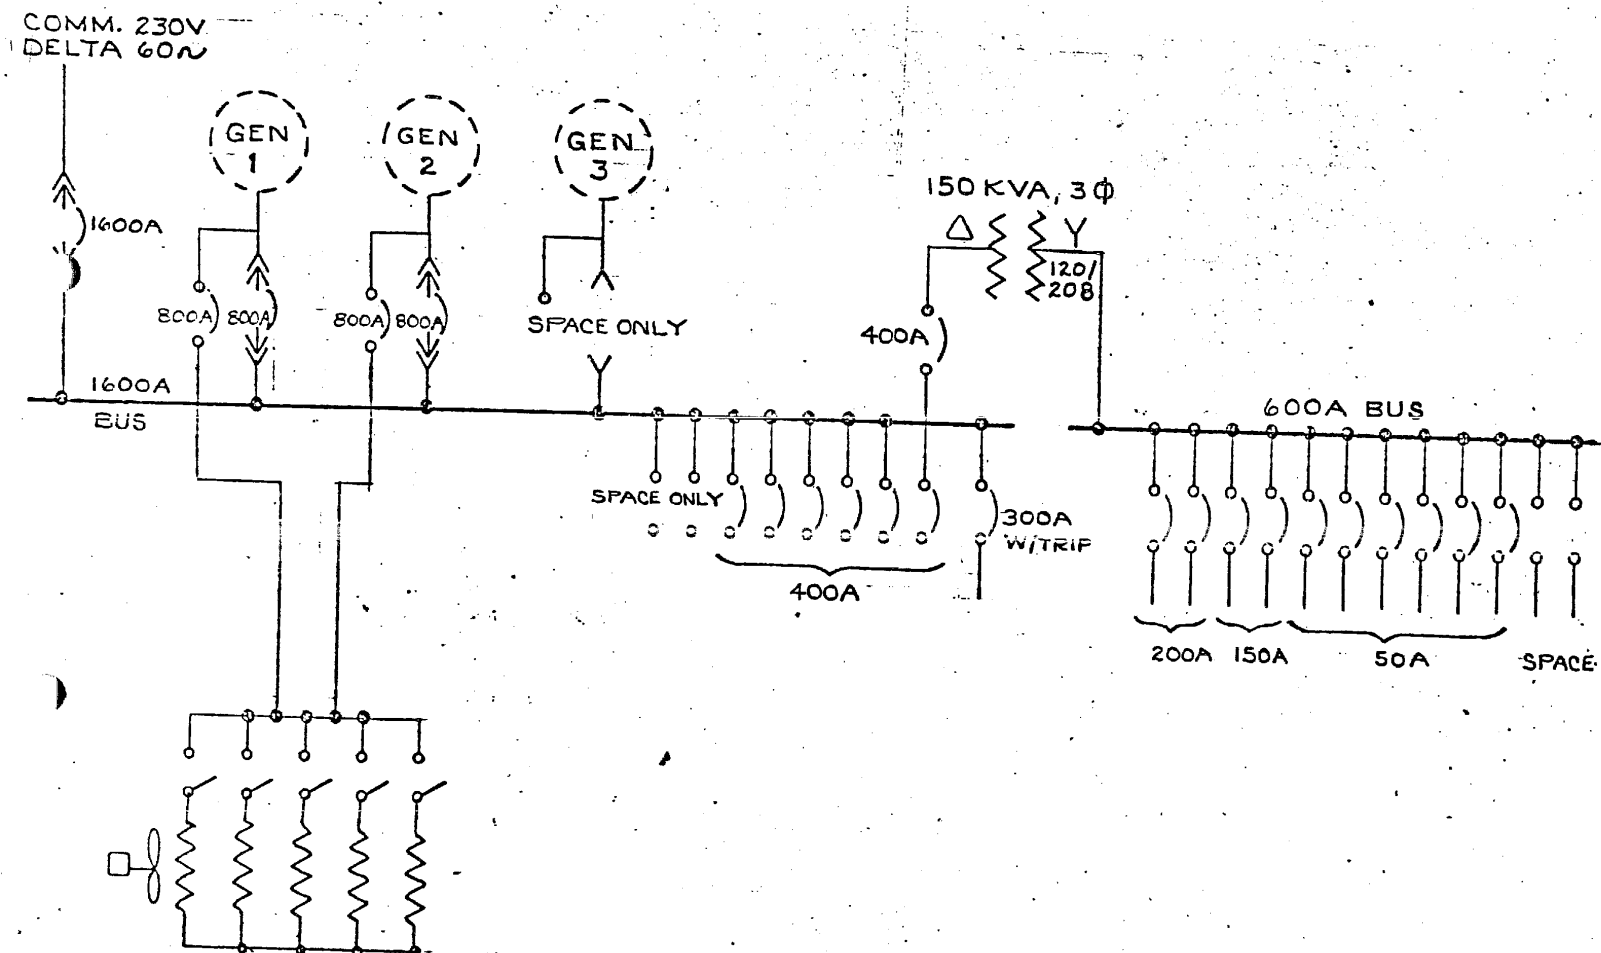 COMM. 230V
DELTA 60~
GEN
1
GEN
2
GEN
3
150 KVA, 3Φ
Δ
Y
120/
208
1600A
800A
800A
800A
800A
SPACE ONLY
400A
1600A
BUS
600A BUS
SPACE ONLY
300A
W/TRIP
400A
200A
150A
50A
SPACE